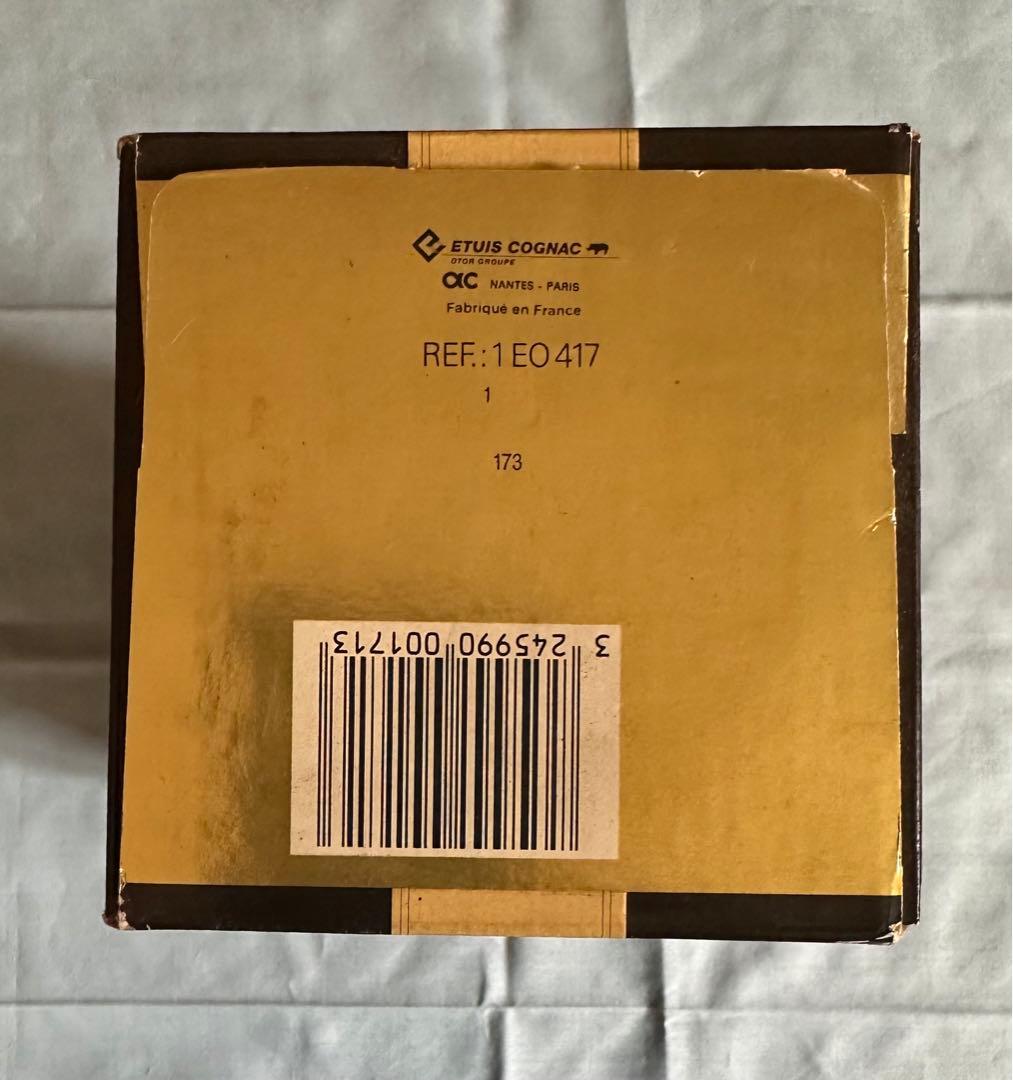 ETUIS COGNAC
OTOR GROUPE
αc NANTES - PARIS
Fabriqué en France
REF.: 1 EO 417
1
173
3 245990 001713